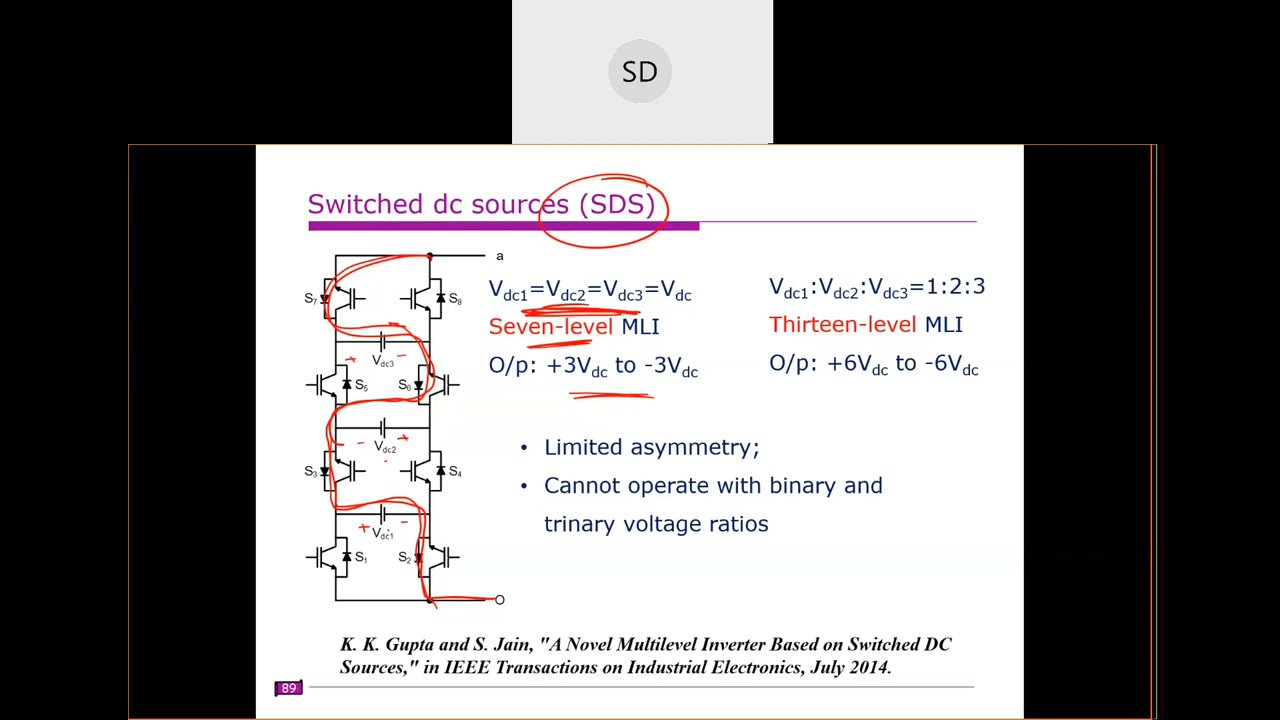 SD
Switched dc sources (SDS)
a
S7
S8
Vdc3
S5
S6
Vdc2
S3
S4
Vdc1
S1
S2
O
Vdc1=Vdc2=Vdc3=Vdc
Seven-level MLI
O/p: +3Vdc to -3Vdc
Vdc1:Vdc2:Vdc3=1:2:3
Thirteen-level MLI
O/p: +6Vdc to -6Vdc
• Limited asymmetry;
• Cannot operate with binary and
trinary voltage ratios
K. K. Gupta and S. Jain, "A Novel Multilevel Inverter Based on Switched DC
Sources," in IEEE Transactions on Industrial Electronics, July 2014.
89